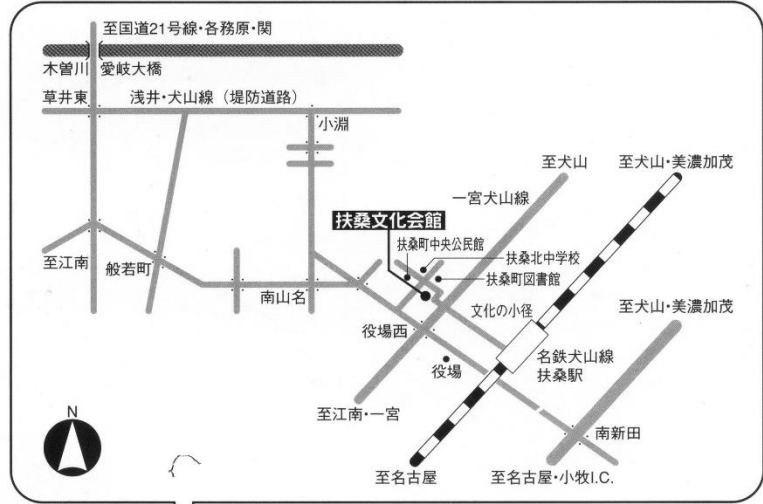 至国道21号線・各務原・関
木曽川
愛岐大橋
草井東
浅井・犬山線（堤防道路）
小淵
至犬山
至犬山・美濃加茂
一宮犬山線
扶桑文化会館
扶桑町中央公民館
扶桑北中学校
扶桑町図書館
至江南
般若町
南山名
文化の小径
至犬山・美濃加茂
役場西
役場
名鉄犬山線
扶桑駅
至江南・一宮
南新田
N
至名古屋
至名古屋・小牧I.C.